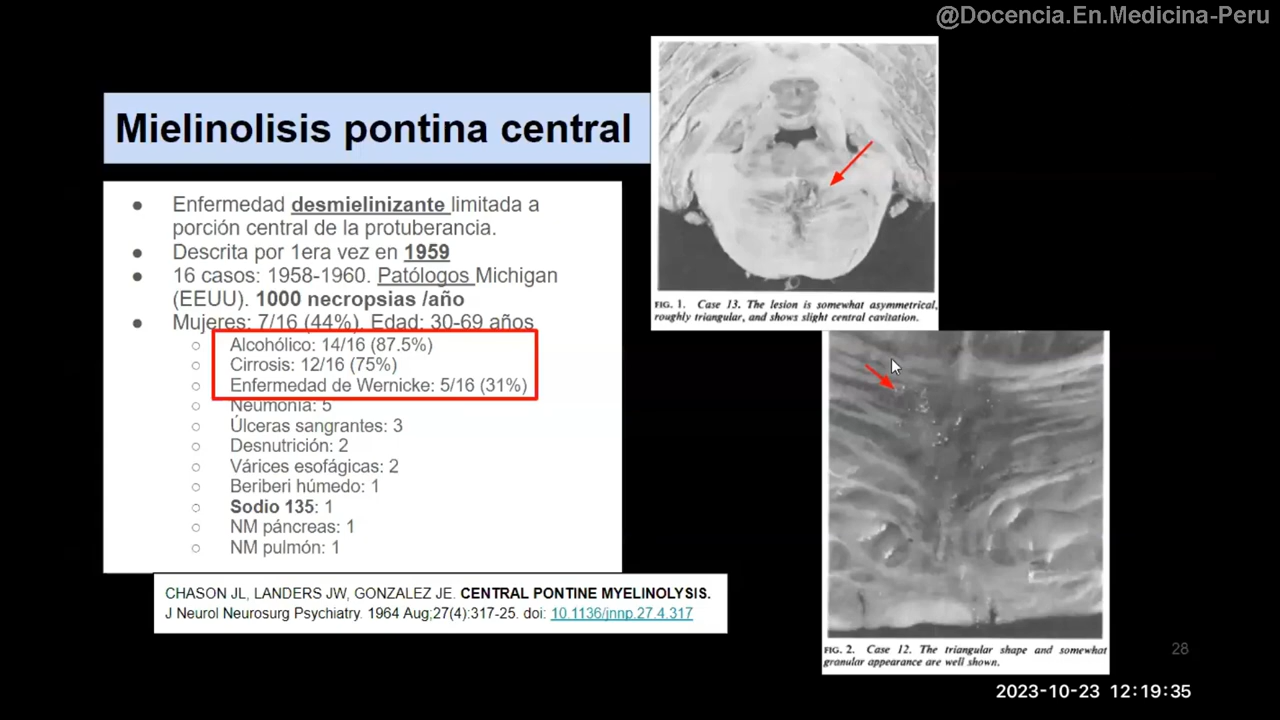 @Docencia.En.Medicina-Peru
Mielinolisis pontina central
● Enfermedad desmielinizante limitada a
porción central de la protuberancia.
● Descrita por 1era vez en 1959
● 16 casos: 1958-1960. Patólogos Michigan
(EEUU). 1000 necropsias /año
● Mujeres: 7/16 (44%). Edad: 30-69 años
○ Alcohólico: 14/16 (87.5%)
○ Cirrosis: 12/16 (75%)
○ Enfermedad de Wernicke: 5/16 (31%)
○ Neumonía: 5
○ Úlceras sangrantes: 3
○ Desnutrición: 2
○ Várices esofágicas: 2
○ Beriberi húmedo: 1
○ Sodio 135: 1
○ NM páncreas: 1
○ NM pulmón: 1
CHASON JL, LANDERS JW, GONZALEZ JE. CENTRAL PONTINE MYELINOLYSIS.
J Neurol Neurosurg Psychiatry. 1964 Aug;27(4):317-25. doi: 10.1136/jnnp.27.4.317
FIG. 1. Case 13. The lesion is somewhat asymmetrical,
roughly triangular, and shows slight central cavitation.
FIG. 2. Case 12. The triangular shape and somewhat
granular appearance are well shown.
28
2023-10-23 12:19:35